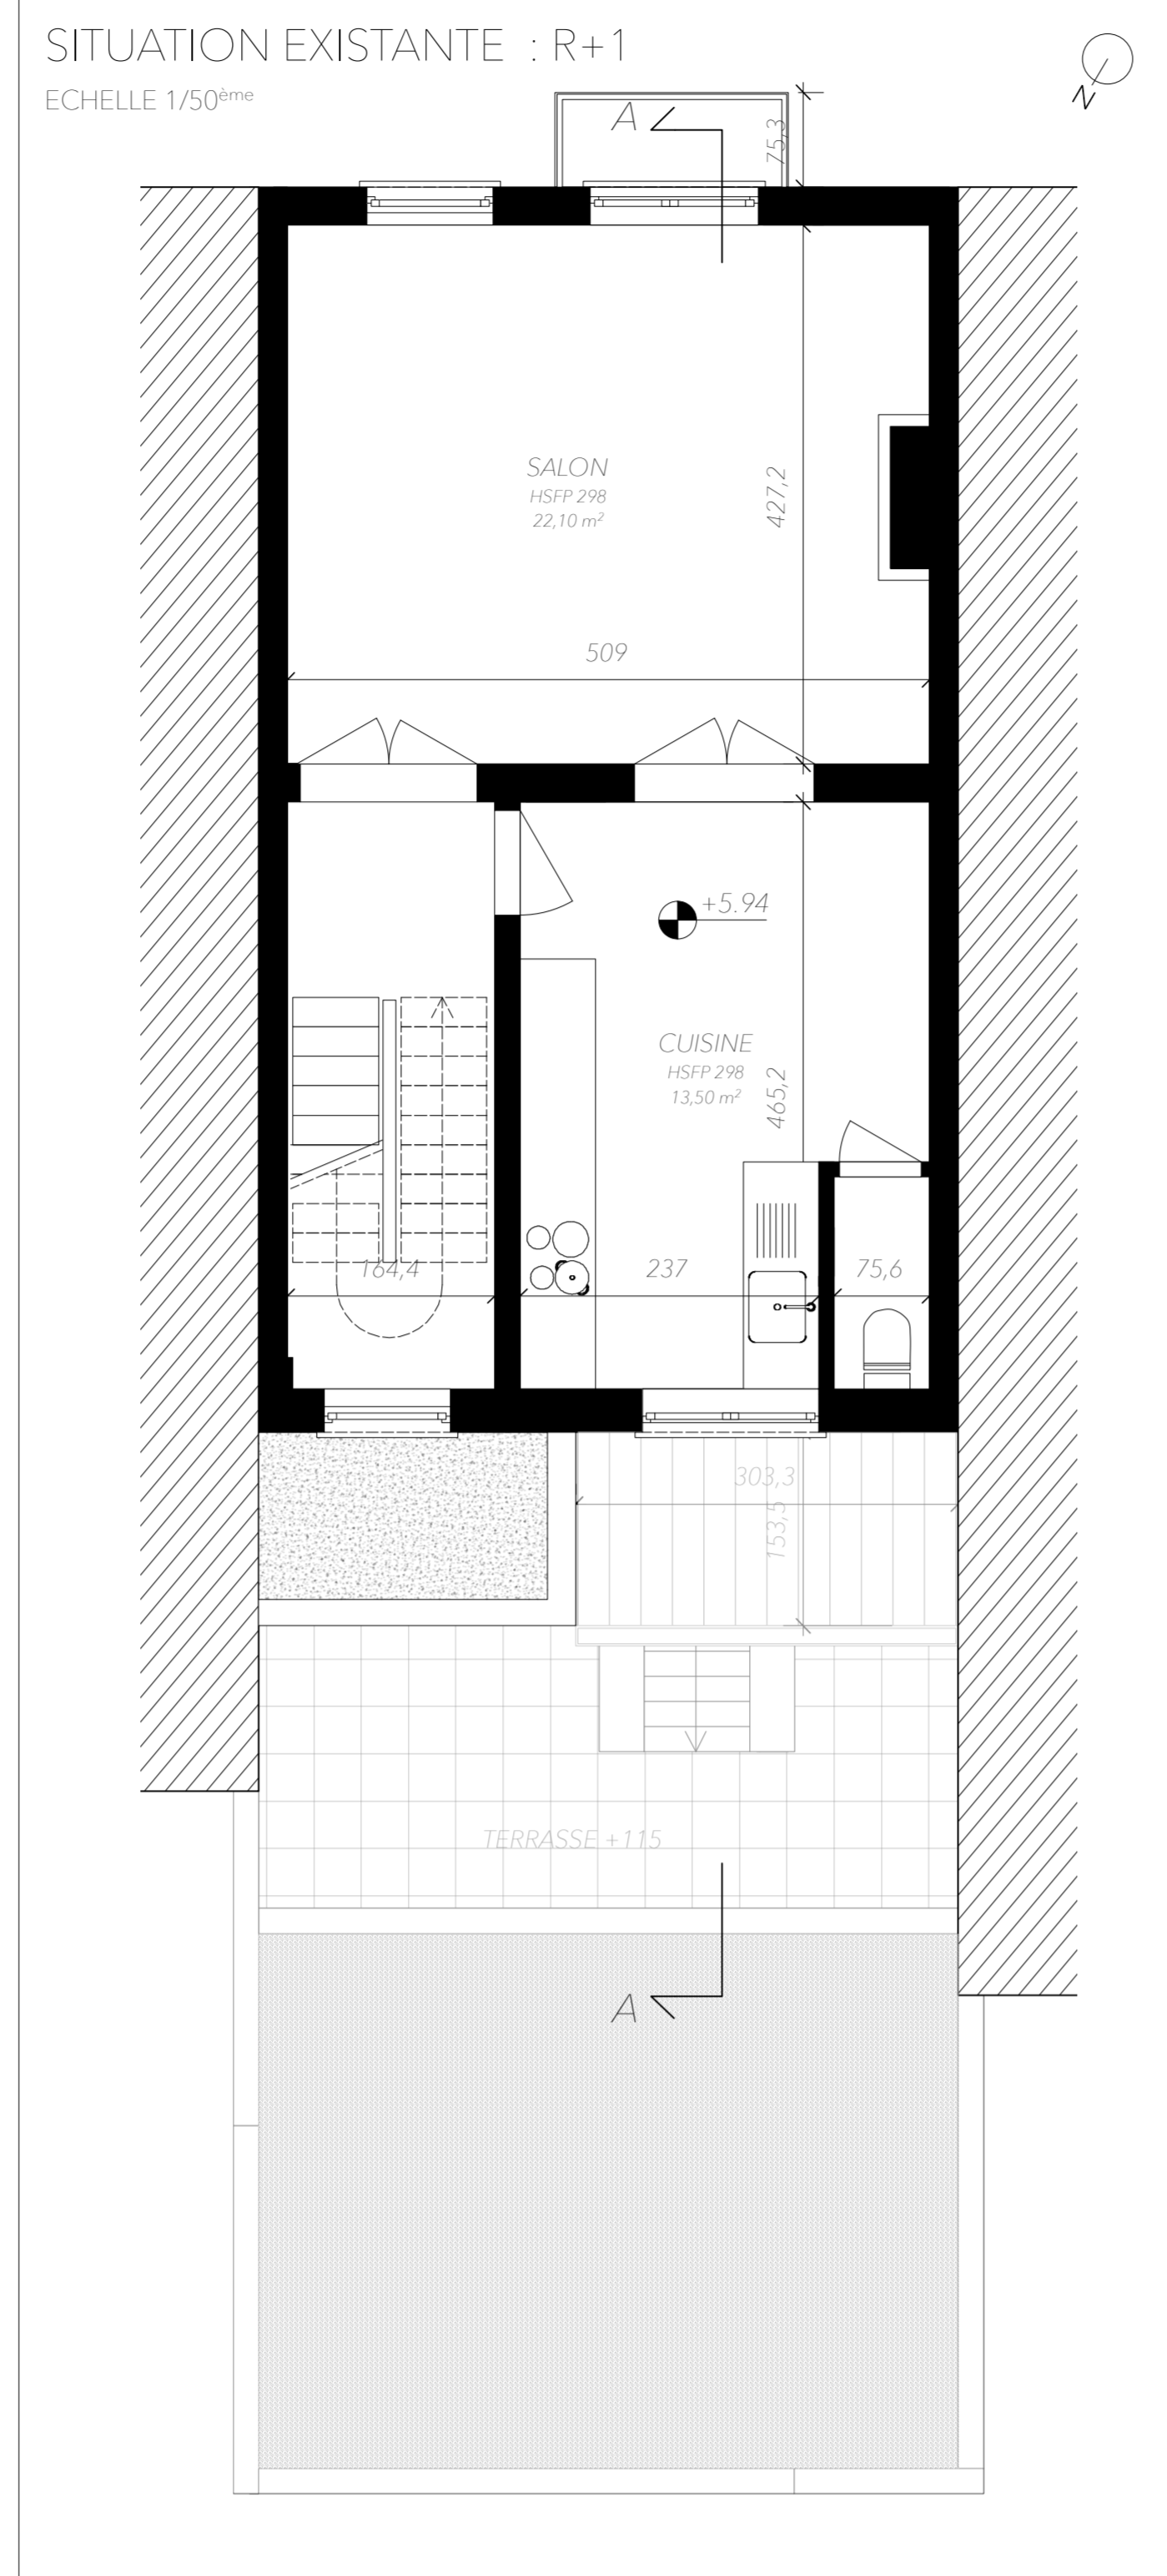 SITUATION EXISTANTE : R+1
ECHELLE 1/50ème
N
A
75,3
SALON
HSFP 298
22,10 m²
427,2
509
+5.94
CUISINE
HSFP 298
13,50 m²
465,2
164,4
237
75,6
303,3
153,5
TERRASSE +115
A